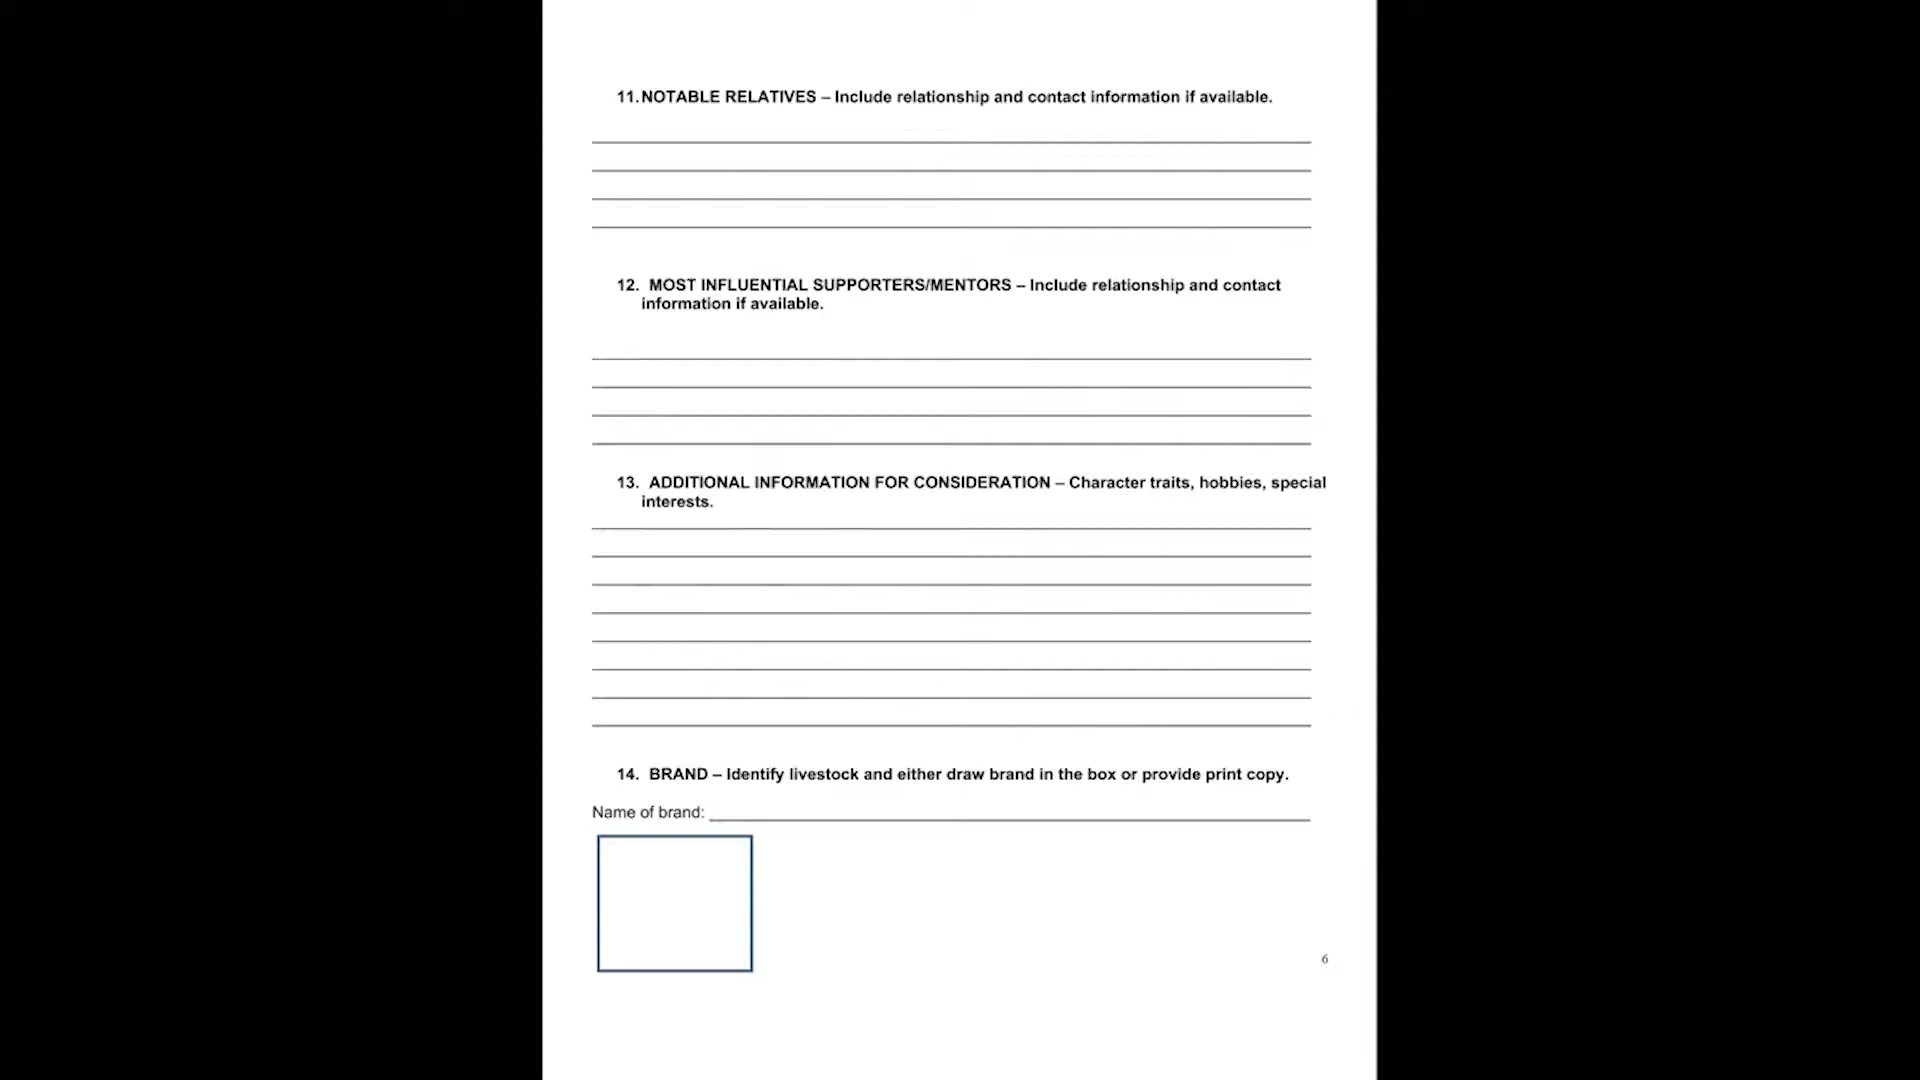 11. NOTABLE RELATIVES – Include relationship and contact information if available.
12. MOST INFLUENTIAL SUPPORTERS/MENTORS – Include relationship and contact
information if available.
13. ADDITIONAL INFORMATION FOR CONSIDERATION – Character traits, hobbies, special
interests.
14. BRAND – Identify livestock and either draw brand in the box or provide print copy.
Name of brand:
6